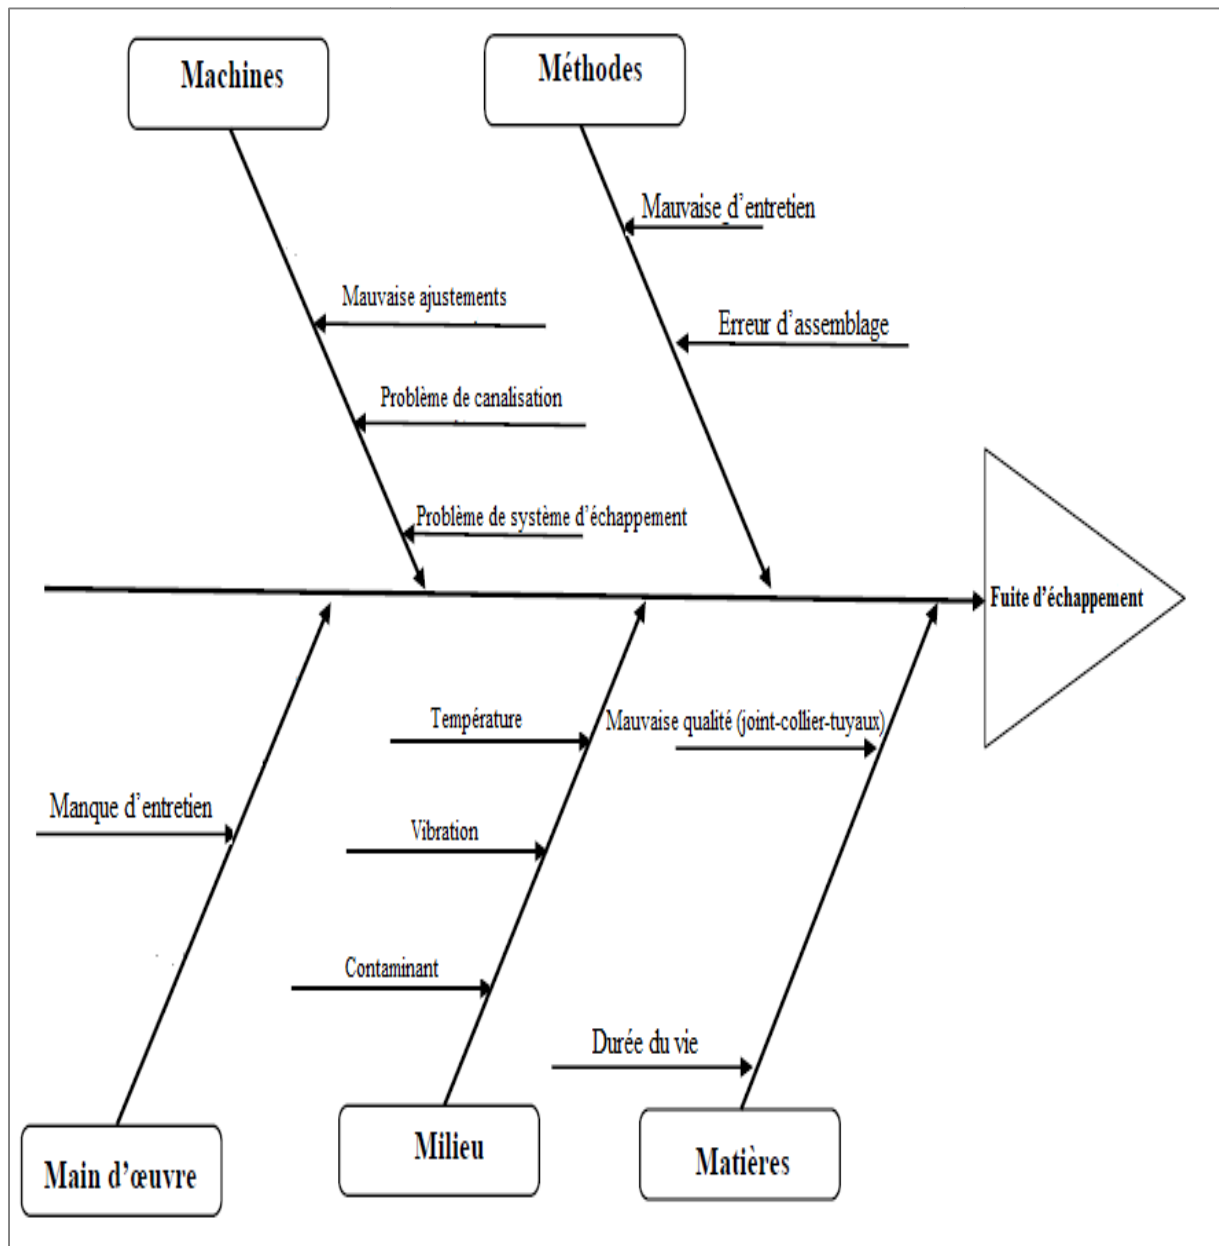 Machines
Méthodes
Mauvaise d’entretien
Mauvaise ajustements
Erreur d’assemblage
Problème de canalisation
Problème de système d’échappement
Fuite d’échappement
Température
Mauvaise qualité (joint-collier-tuyaux)
Manque d’entretien
Vibration
Contaminant
Durée du vie
Main d’œuvre
Milieu
Matières